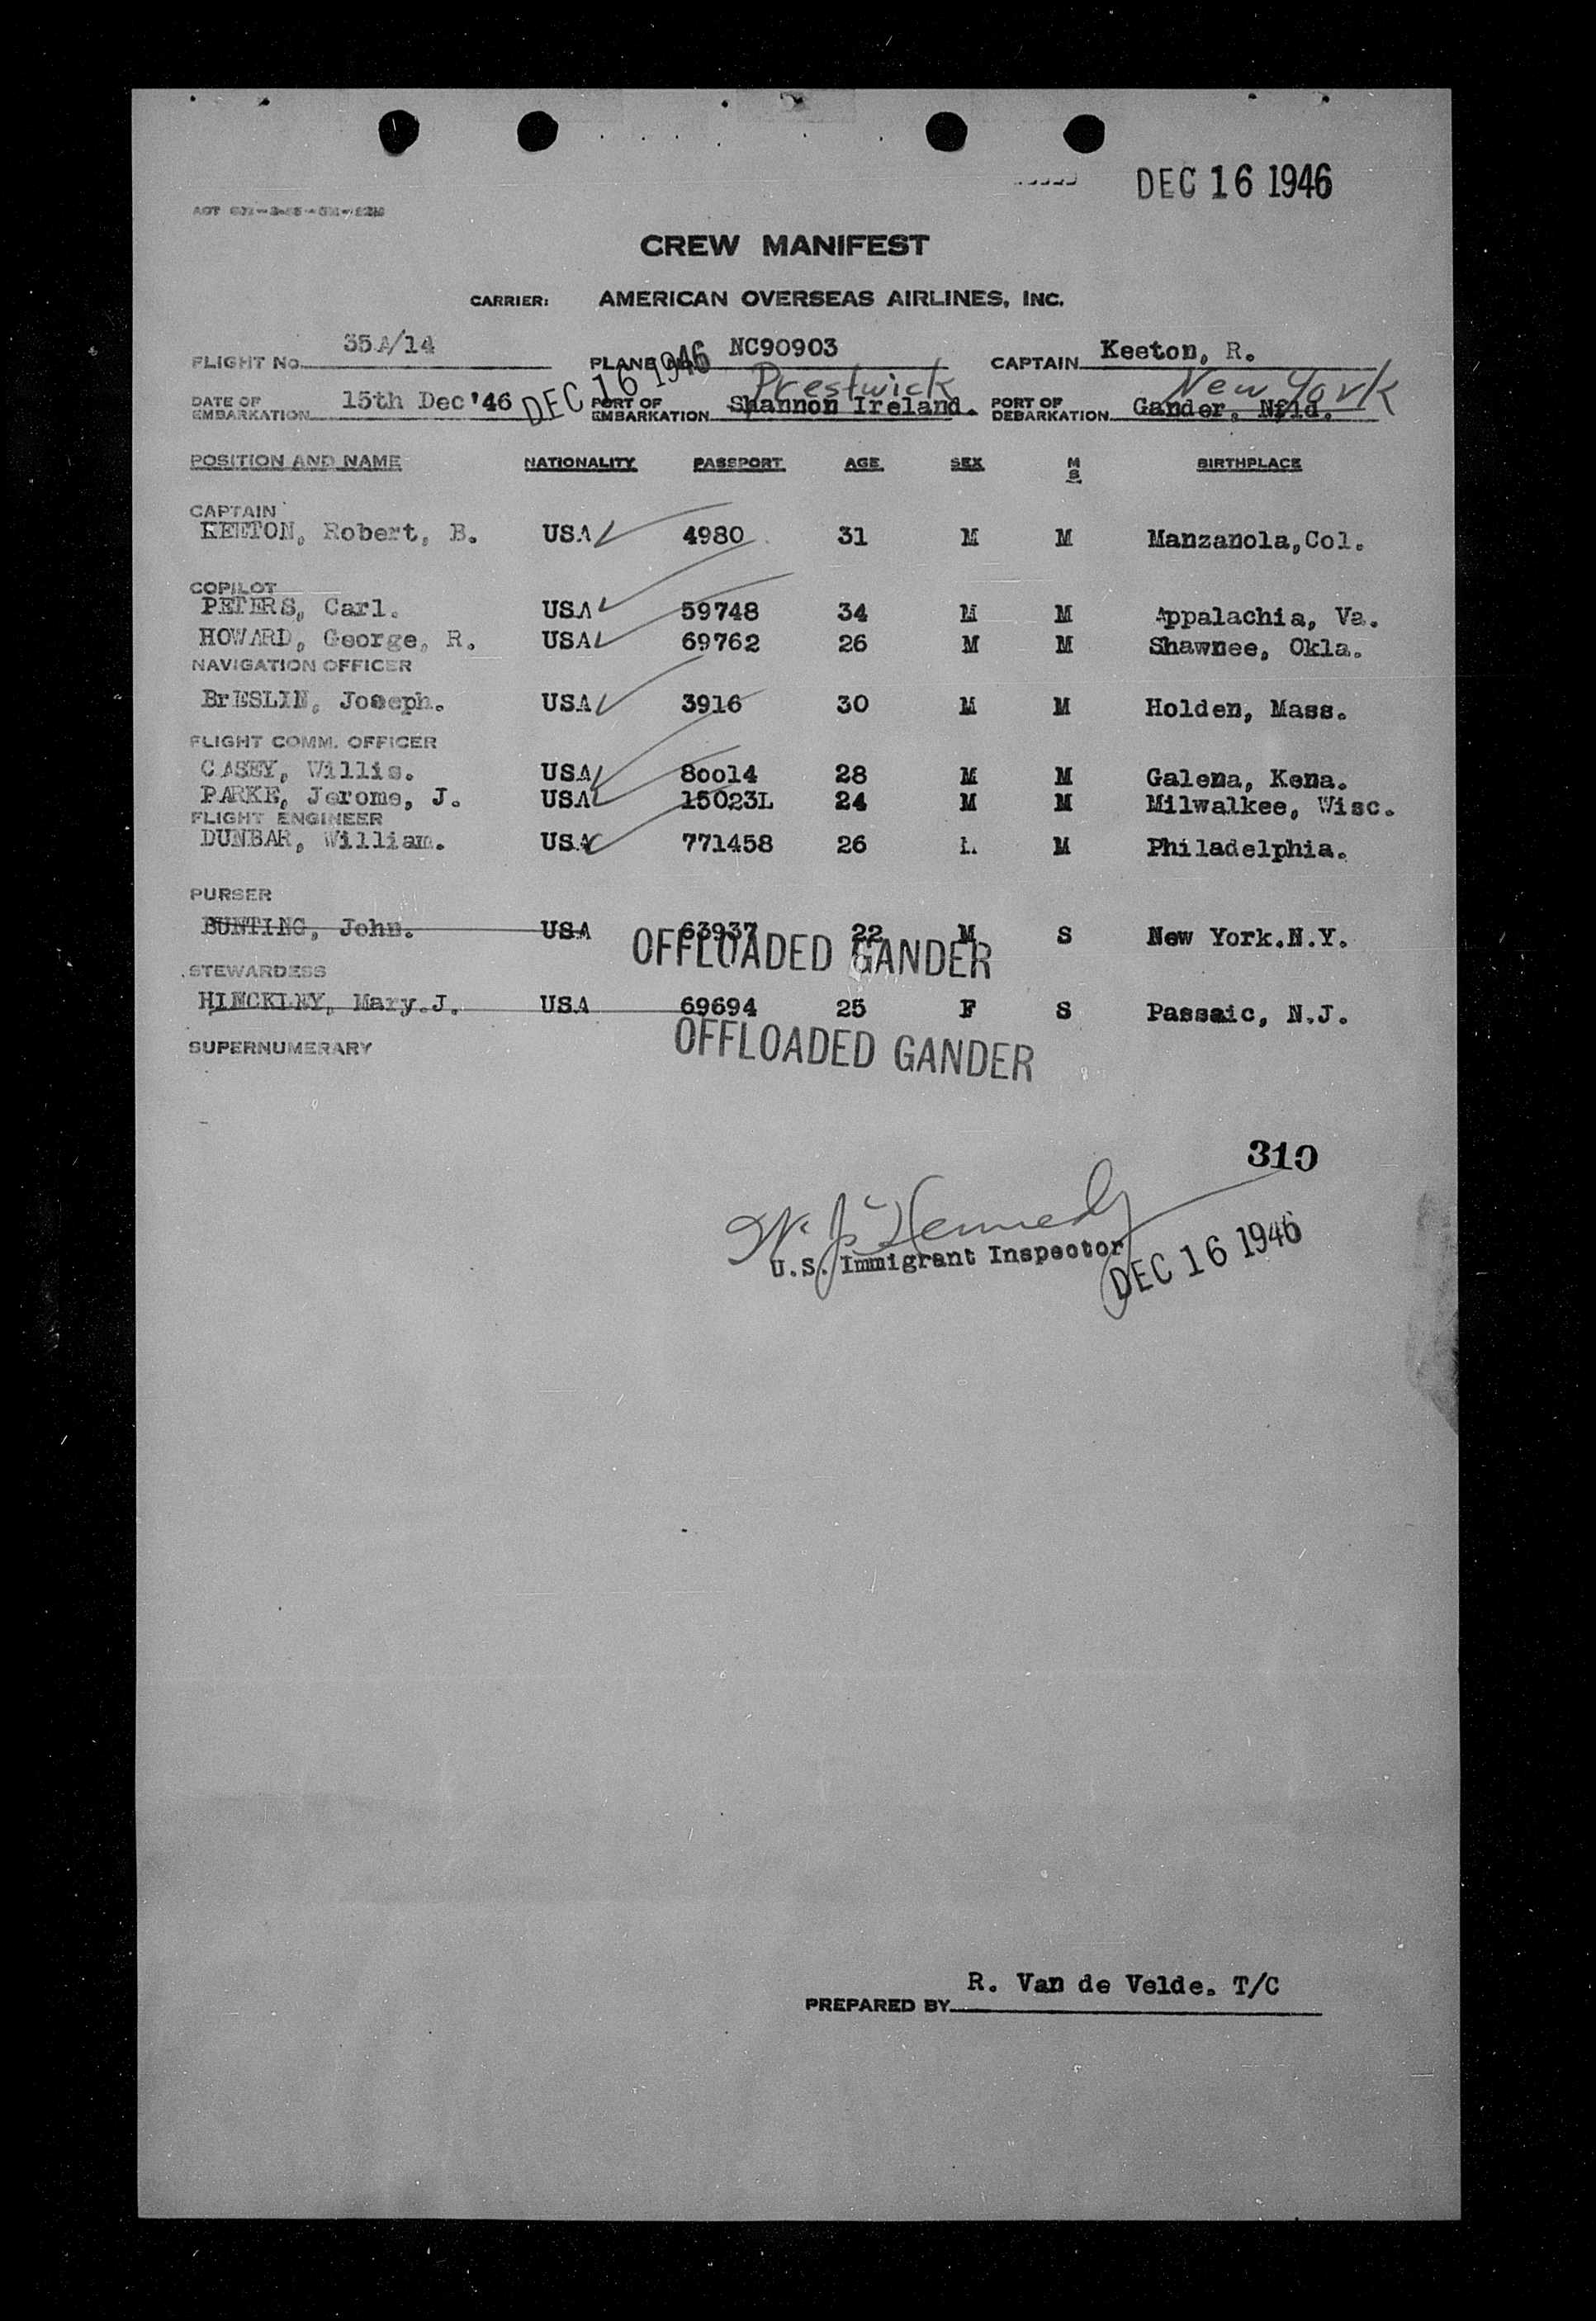 DEC 16 1946
CREW MANIFEST
CARRIER: AMERICAN OVERSEAS AIRLINES, INC.
FLIGHT No. 35A/14 PLANE NC90903 CAPTAIN Keeton, R.
DEC 16 1946 Prestwick New York
DATE OF EMBARKATION 15th Dec '46 PORT OF EMBARKATION Shannon Ireland. PORT OF DEBARKATION Gander, Nfld.
POSITION AND NAME NATIONALITY PASSPORT AGE SEX M S BIRTHPLACE
CAPTAIN
KEETON, Robert, B. USA 4980 31 M M Manzanola,Col.
COPILOT
PETERS, Carl. USA 59748 34 M M Appalachia, Va.
HOWARD, George, R. USA 69762 26 M M Shawnee, Okla.
NAVIGATION OFFICER
BrESLIN, Joseph. USA 3916 30 M M Holden, Mass.
FLIGHT COMM. OFFICER
CASEY, Willis. USA 80014 28 M M Galena, Kena.
PARKE, Jerome, J. USA 15023L 24 M M Milwalkee, Wisc.
FLIGHT ENGINEER
DUNBAR, William. USA 771458 26 M Philadelphia.
PURSER
BUNTING, John. USA 63937 22 M S New York.N.Y.
OFFLOADED GANDER
STEWARDESS
HINCKLEY, Mary.J. USA 69694 25 F S Passaic, N.J.
OFFLOADED GANDER
SUPERNUMERARY
310
W. J. Kennedy
U.S. Immigrant Inspector
DEC 16 1946
R. Van de Velde. T/C
PREPARED BY